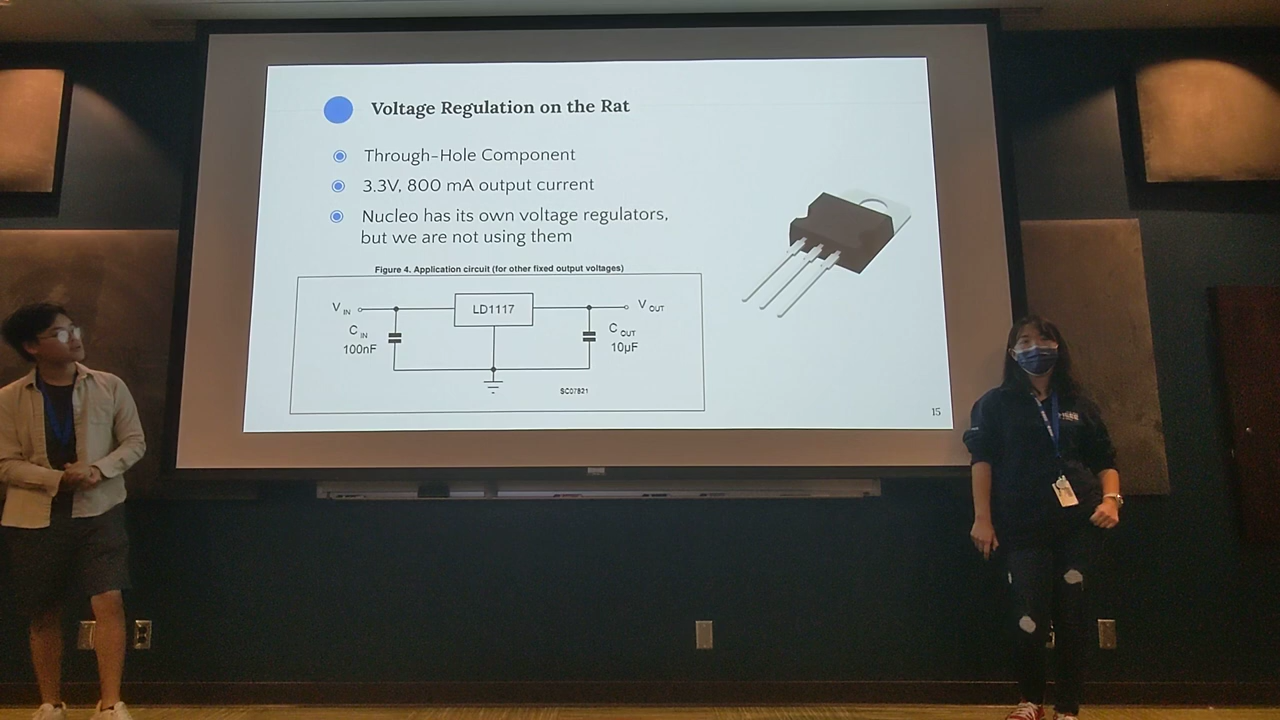 Voltage Regulation on the Rat
Through-Hole Component
3.3V, 800 mA output current
Nucleo has its own voltage regulators,
but we are not using them
Figure 4. Application circuit (for other fixed output voltages)
V IN
LD1117
V OUT
C IN
100nF
C OUT
10µF
SC07821
15